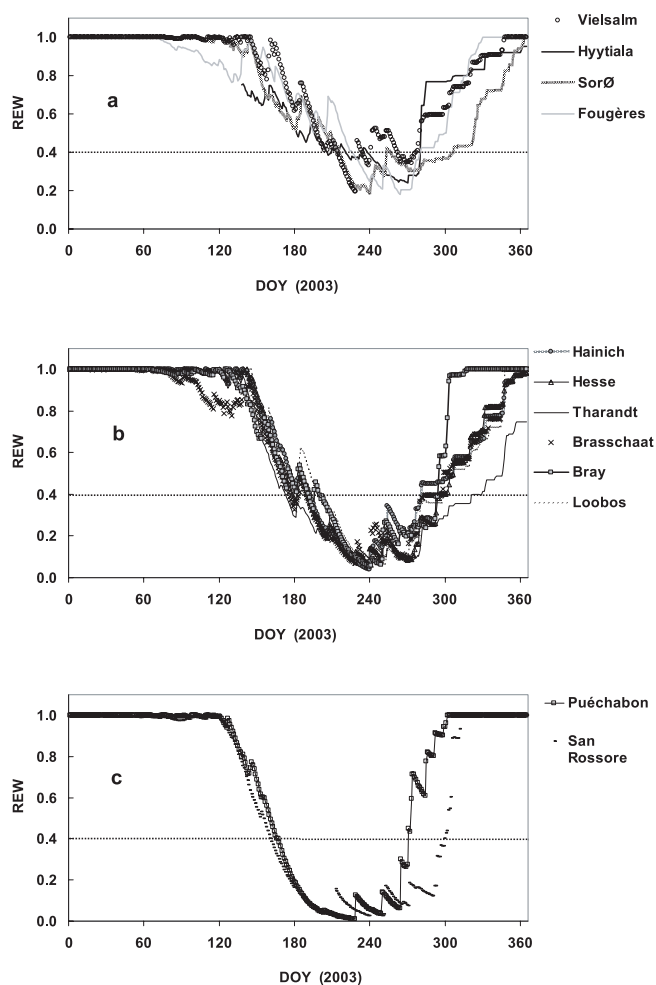 1.0
0.8
0.6
0.4
0.2
0.0
REW
a
0 60 120 180 240 300 360
DOY (2003)
Vielsalm
Hyytiala
SorØ
Fougères
1.0
0.8
0.6
0.4
0.2
0.0
REW
b
0 60 120 180 240 300 360
DOY (2003)
Hainich
Hesse
Tharandt
Brasschaat
Bray
Loobos
1.0
0.8
0.6
0.4
0.2
0.0
REW
c
0 60 120 180 240 300 360
DOY (2003)
Puéchabon
San
Rossore